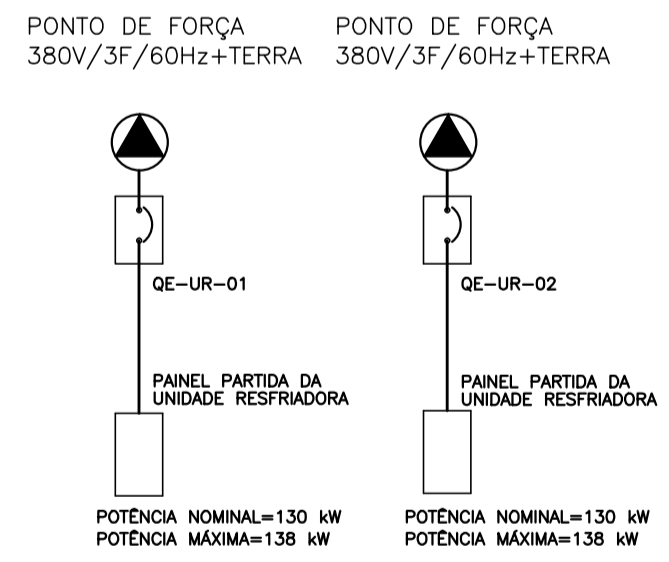 PONTO DE FORÇA
380V/3F/60Hz+TERRA
QE-UR-01
PAINEL PARTIDA DA
UNIDADE RESFRIADORA
POTÊNCIA NOMINAL=130 kW
POTÊNCIA MÁXIMA=138 kW
PONTO DE FORÇA
380V/3F/60Hz+TERRA
QE-UR-02
PAINEL PARTIDA DA
UNIDADE RESFRIADORA
POTÊNCIA NOMINAL=130 kW
POTÊNCIA MÁXIMA=138 kW